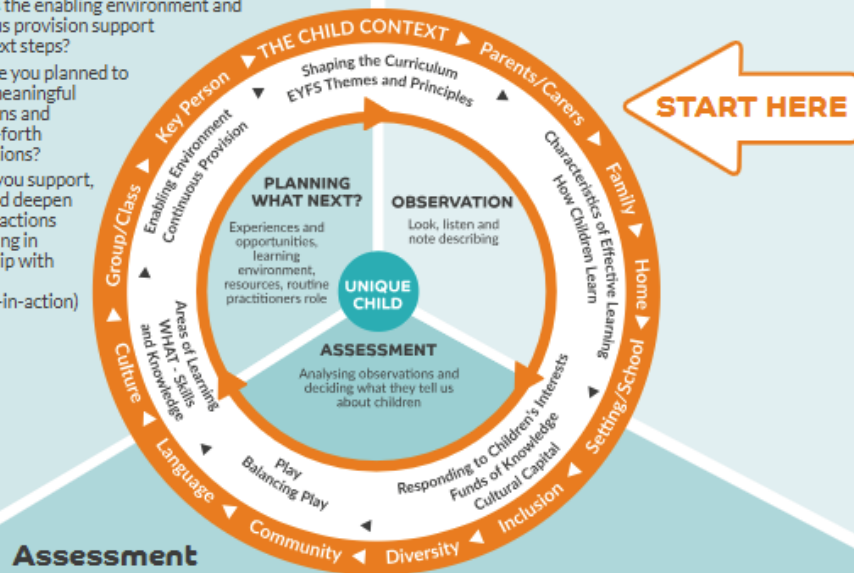 the enabling environment and
us provision support
xt steps?
e you planned to
meaningful
ns and
-forth
ions?
you support,
d deepen
actions
ng in
ip with
-in-action)
START HERE
THE CHILD CONTEXT
Parents/Carers
Family
Home
Setting/School
Inclusion
Diversity
Community
Language
Culture
Group/Class
Key Person
Shaping the Curriculum
EYFS Themes and Principles
Characteristics of Effective Learning
How Children Learn
Responding to Children's Interests
Funds of Knowledge
Cultural Capital
Play
Balancing Play
Areas of Learning
WHAT - Skills
and Knowledge
Enabling Environment
Continuous Provision
PLANNING
WHAT NEXT?
Experiences and
opportunities,
learning
environment,
resources, routine
practitioners role
OBSERVATION
Look, listen and
note describing
UNIQUE
CHILD
ASSESSMENT
Analysing observations and
deciding what they tell us
about children
Assessment